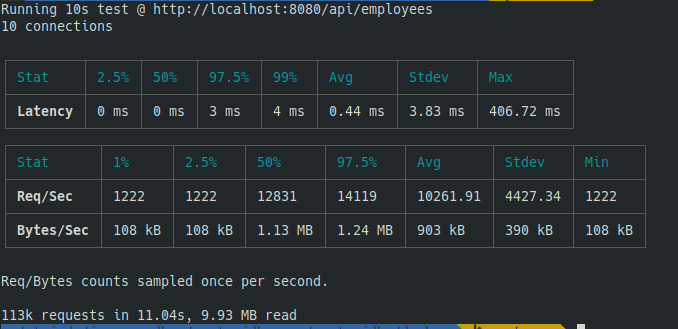 Running 10s test @ http://localhost:8080/api/employees
10 connections
Stat 2.5% 50% 97.5% 99% Avg Stdev Max
Latency 0 ms 0 ms 3 ms 4 ms 0.44 ms 3.83 ms 406.72 ms
Stat 1% 2.5% 50% 97.5% Avg Stdev Min
Req/Sec 1222 1222 12831 14119 10261.91 4427.34 1222
Bytes/Sec 108 kB 108 kB 1.13 MB 1.24 MB 903 kB 390 kB 108 kB
Req/Bytes counts sampled once per second.
113k requests in 11.04s, 9.93 MB read